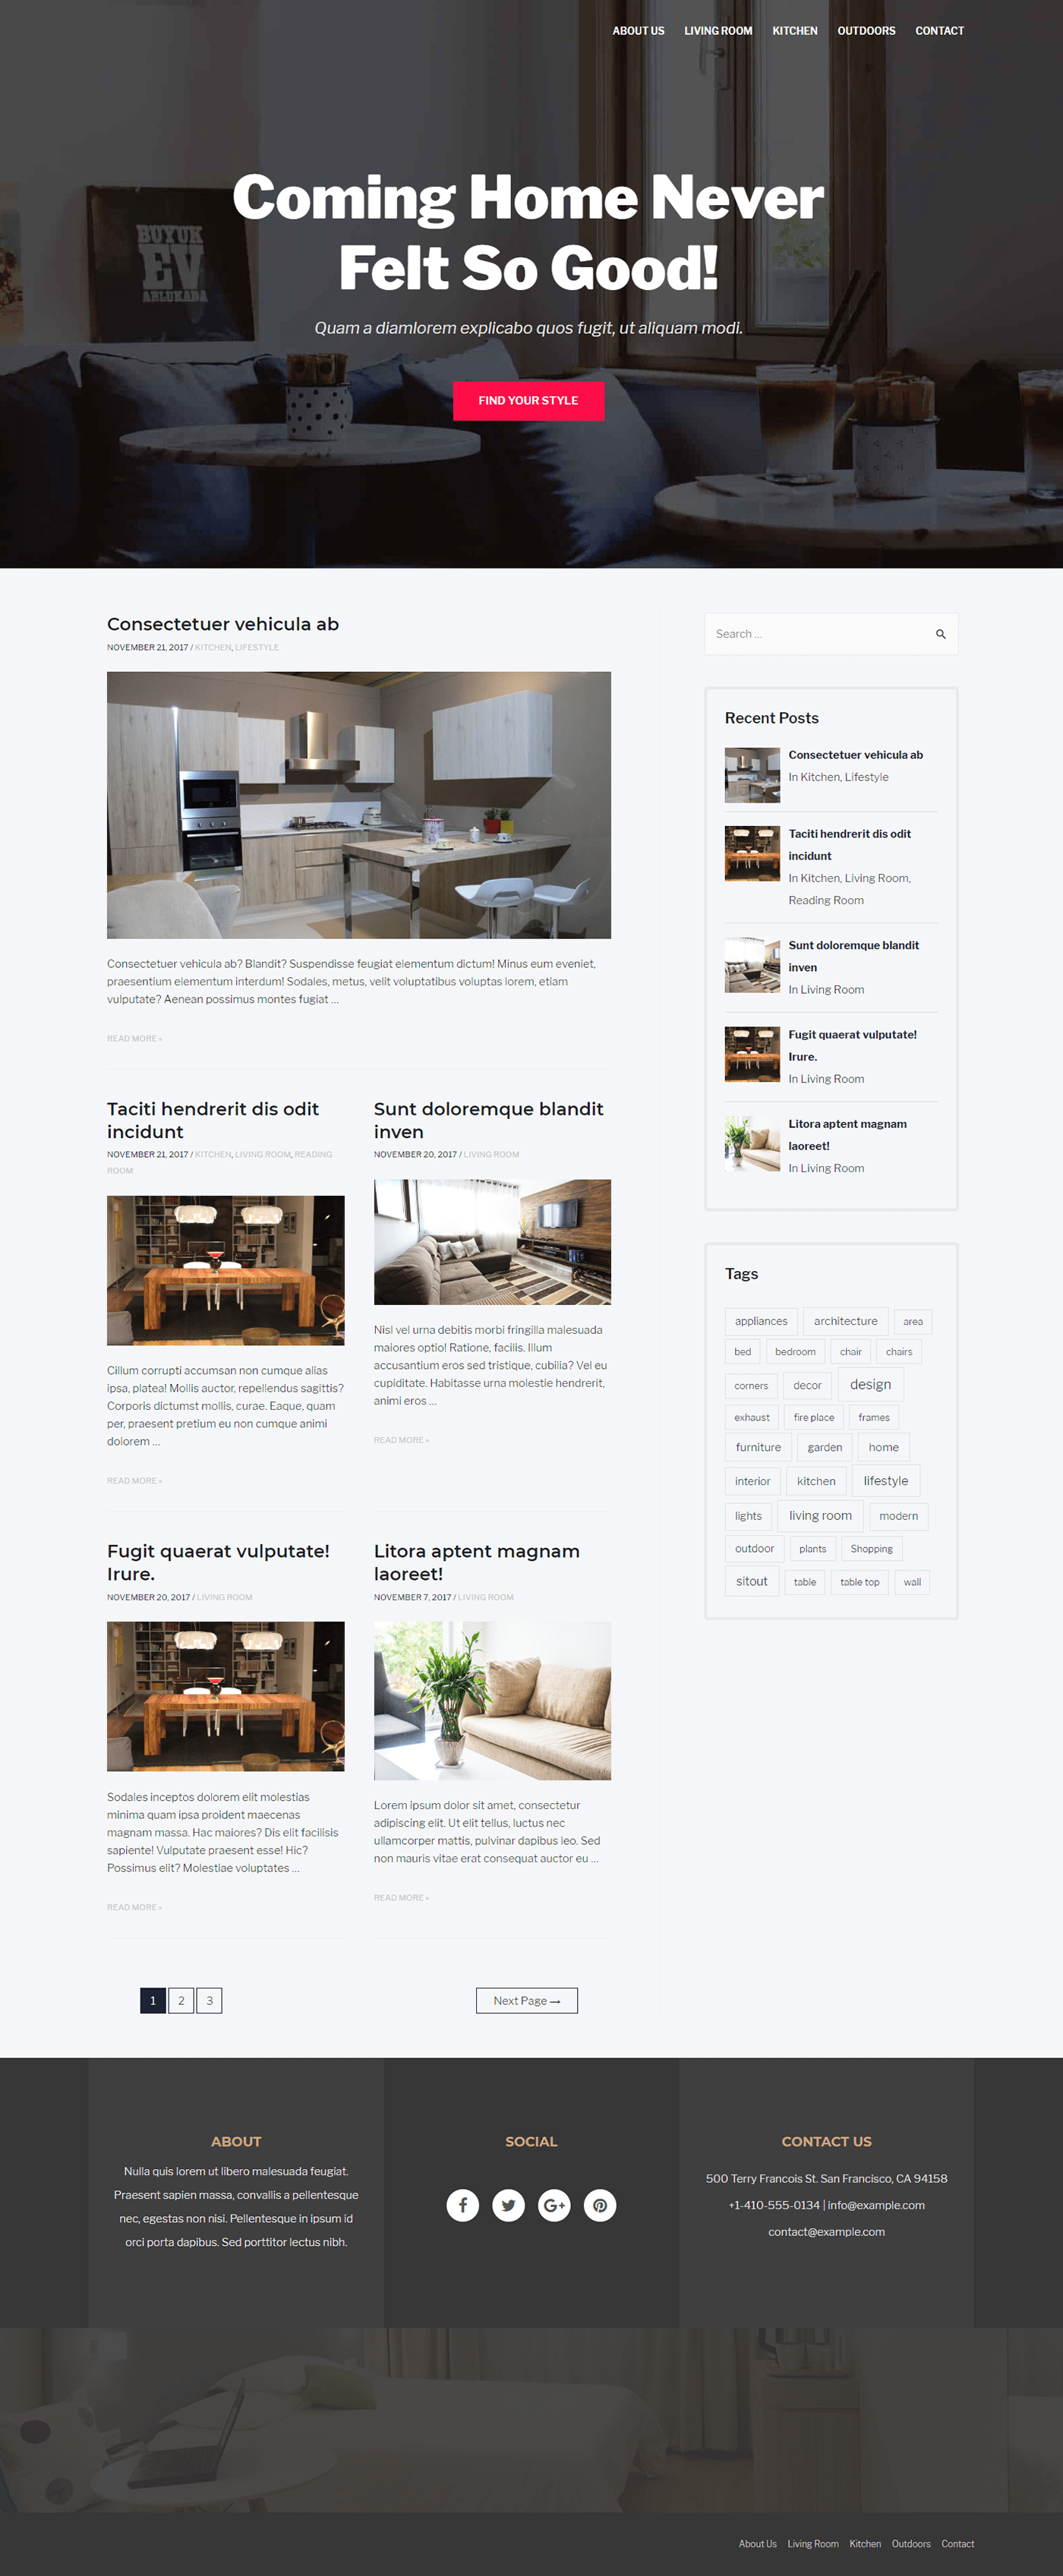 ABOUT US LIVING ROOM KITCHEN OUTDOORS CONTACT
BUYUK
EV
ABLUKADA
Coming Home Never
Felt So Good!
Quam a diamlorem explicabo quos fugit, ut aliquam modi.
FIND YOUR STYLE
Consectetuer vehicula ab
NOVEMBER 21, 2017 / KITCHEN, LIFESTYLE
Consectetuer vehicula ab? Blandit? Suspendisse feugiat elementum dictum! Minus eum eveniet,
praesentium elementum interdum! Sodales, metus, velit voluptatibus voluptas lorem, etiam
vulputate? Aenean possimus montes fugiat ...
READ MORE »
Taciti hendrerit dis odit
incidunt
NOVEMBER 21, 2017 / KITCHEN, LIVING ROOM, READING
ROOM
Cillum corrupti accumsan non cumque alias
ipsa, platea! Mollis auctor, repellendus sagittis?
Corporis dictumst mollis, curae. Eaque, quam
per, praesent pretium eu non cumque animi
dolorem ...
READ MORE »
Sunt doloremque blandit
inven
NOVEMBER 20, 2017 / LIVING ROOM
Nisl vel urna debitis morbi fringilla malesuada
maiores optio! Ratione, facilis. Illum
accusantium eros sed tristique, cubilia? Vel eu
cupiditate. Habitasse urna molestie hendrerit,
animi eros ...
READ MORE »
Fugit quaerat vulputate!
Irure.
NOVEMBER 20, 2017 / LIVING ROOM
Sodales inceptos dolorem elit molestias
minima quam ipsa proident maecenas
magnam massa. Hac maiores? Dis elit facilisis
sapiente! Vulputate praesent esse! Hic?
Possimus elit? Molestiae voluptates ...
READ MORE »
Litora aptent magnam
laoreet!
NOVEMBER 7, 2017 / LIVING ROOM
Lorem ipsum dolor sit amet, consectetur
adipiscing elit. Ut elit tellus, luctus nec
ullamcorper mattis, pulvinar dapibus leo. Sed
non mauris vitae erat consequat auctor eu ...
READ MORE »
1 2 3
Next Page →
Search ...
Recent Posts
Consectetuer vehicula ab
In Kitchen, Lifestyle
Taciti hendrerit dis odit
incidunt
In Kitchen, Living Room,
Reading Room
Sunt doloremque blandit
inven
In Living Room
Fugit quaerat vulputate!
Irure.
In Living Room
Litora aptent magnam
laoreet!
In Living Room
Tags
appliances architecture area
bed bedroom chair chairs
corners decor design
exhaust fire place frames
furniture garden home
interior kitchen lifestyle
lights living room modern
outdoor plants Shopping
sitout table table top wall
ABOUT
Nulla quis lorem ut libero malesuada feugiat.
Praesent sapien massa, convallis a pellentesque
nec, egestas non nisi. Pellentesque in ipsum id
orci porta dapibus. Sed porttitor lectus nibh.
SOCIAL
CONTACT US
500 Terry Francois St. San Francisco, CA 94158
+1-410-555-0134 | info@example.com
contact@example.com
About Us Living Room Kitchen Outdoors Contact